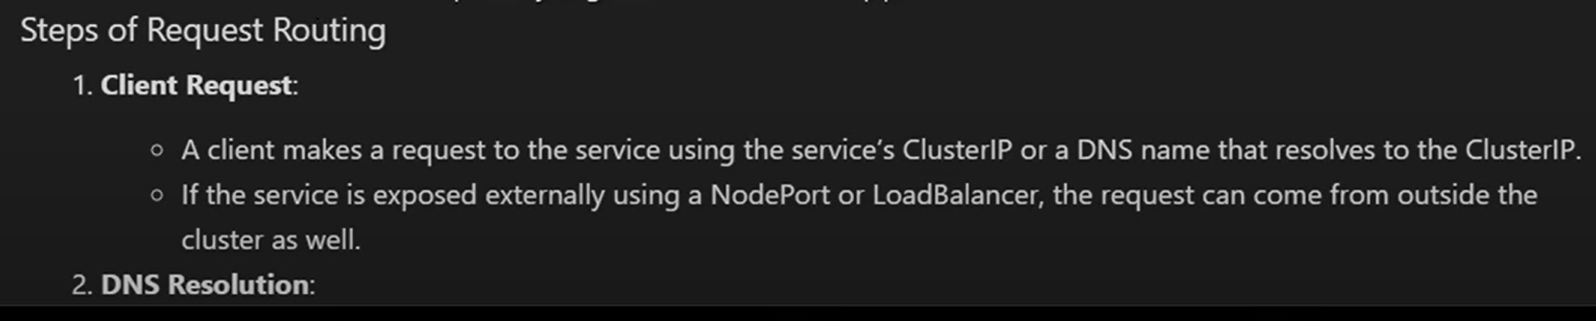 Steps of Request Routing
1. Client Request:
○ A client makes a request to the service using the service’s ClusterIP or a DNS name that resolves to the ClusterIP.
○ If the service is exposed externally using a NodePort or LoadBalancer, the request can come from outside the
cluster as well.
2. DNS Resolution: